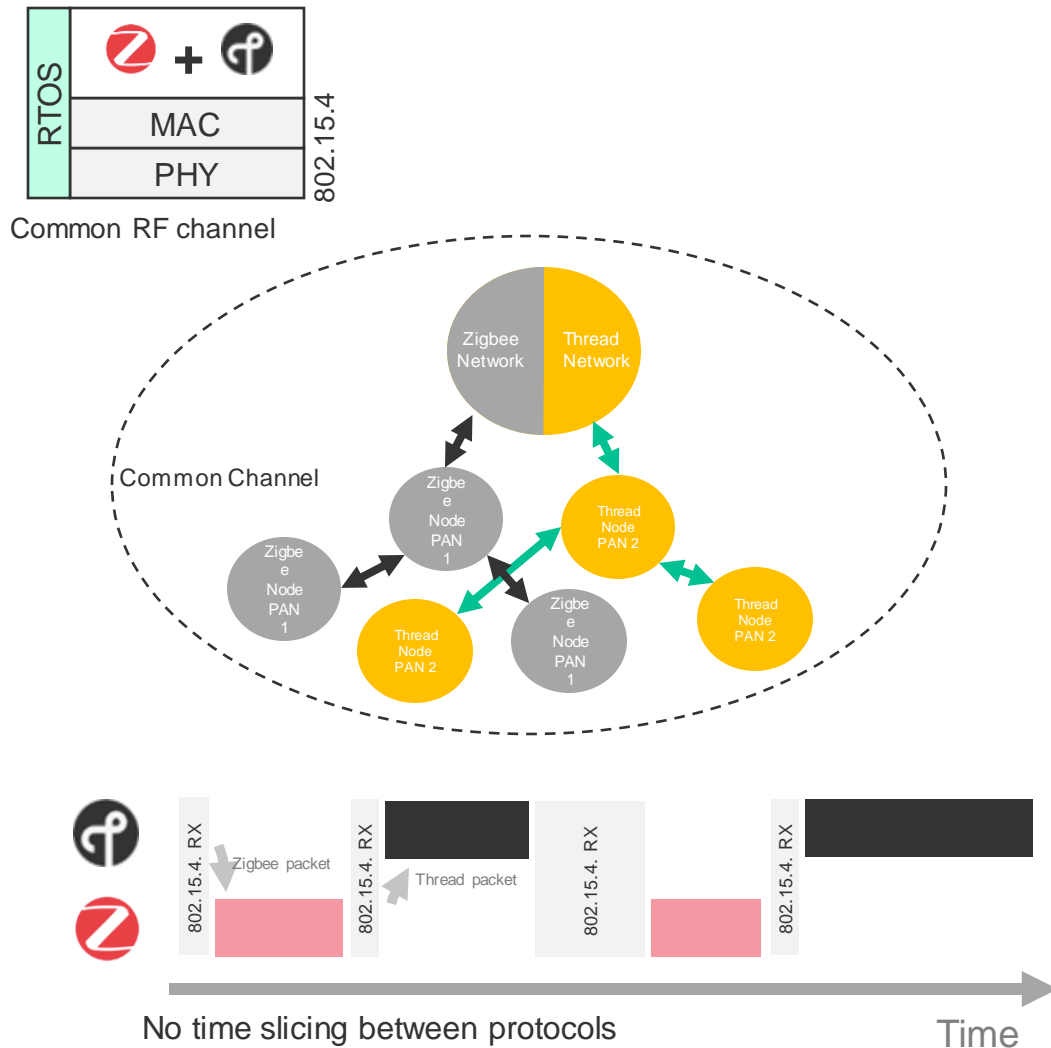 RTOS
+
MAC
PHY
802.15.4
Common RF channel
Zigbee
Network
Thread
Network
Common Channel
Zigbe
e
Node
PAN
1
Thread
Node
PAN 2
Zigbe
e
Node
PAN
1
Thread
Node
PAN 2
Zigbe
e
Node
PAN
1
Thread
Node
PAN 2
802.15.4. RX
Zigbee packet
802.15.4. RX
Thread packet
802.15.4. RX
802.15.4. RX
No time slicing between protocols
Time